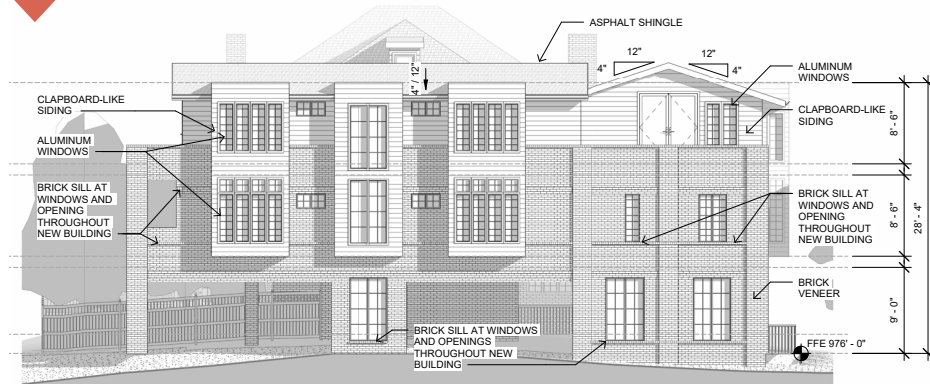 ASPHALT SHINGLE
12"
12"
4"
4"
4" / 12"
ALUMINUM
WINDOWS
CLAPBOARD-LIKE
SIDING
CLAPBOARD-LIKE
SIDING
ALUMINUM
WINDOWS
BRICK SILL AT
WINDOWS AND
OPENING
THROUGHOUT
NEW BUILDING
BRICK SILL AT
WINDOWS AND
OPENING
THROUGHOUT
NEW BUILDING
BRICK
VENEER
BRICK SILL AT WINDOWS
AND OPENINGS
THROUGHOUT NEW
BUILDING
8' - 6"
8' - 6"
9' - 0"
28' - 4"
FFE 976' - 0"